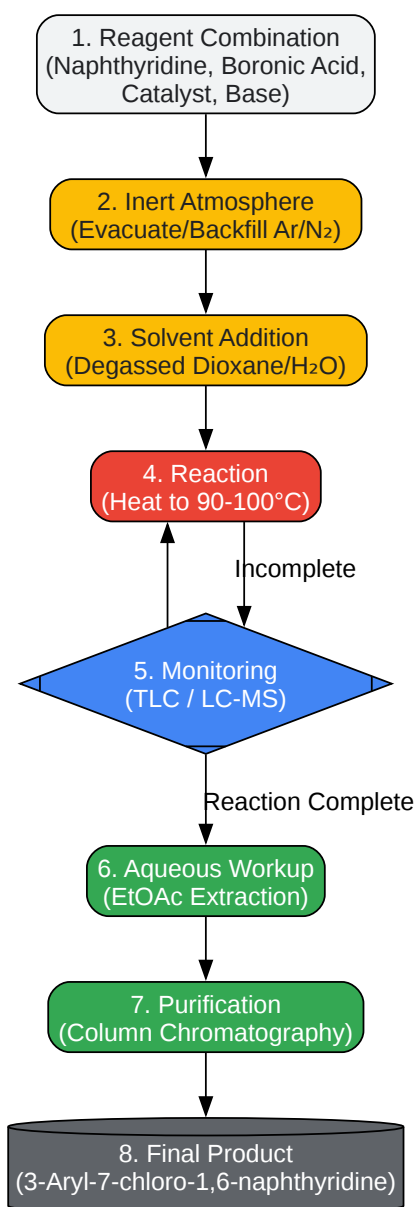 1. Reagent Combination
(Naphthyridine, Boronic Acid,
Catalyst, Base)
2. Inert Atmosphere
(Evacuate/Backfill Ar/N₂)
3. Solvent Addition
(Degassed Dioxane/H₂O)
4. Reaction
(Heat to 90-100°C)
Incomplete
5. Monitoring
(TLC / LC-MS)
Reaction Complete
6. Aqueous Workup
(EtOAc Extraction)
7. Purification
(Column Chromatography)
8. Final Product
(3-Aryl-7-chloro-1,6-naphthyridine)